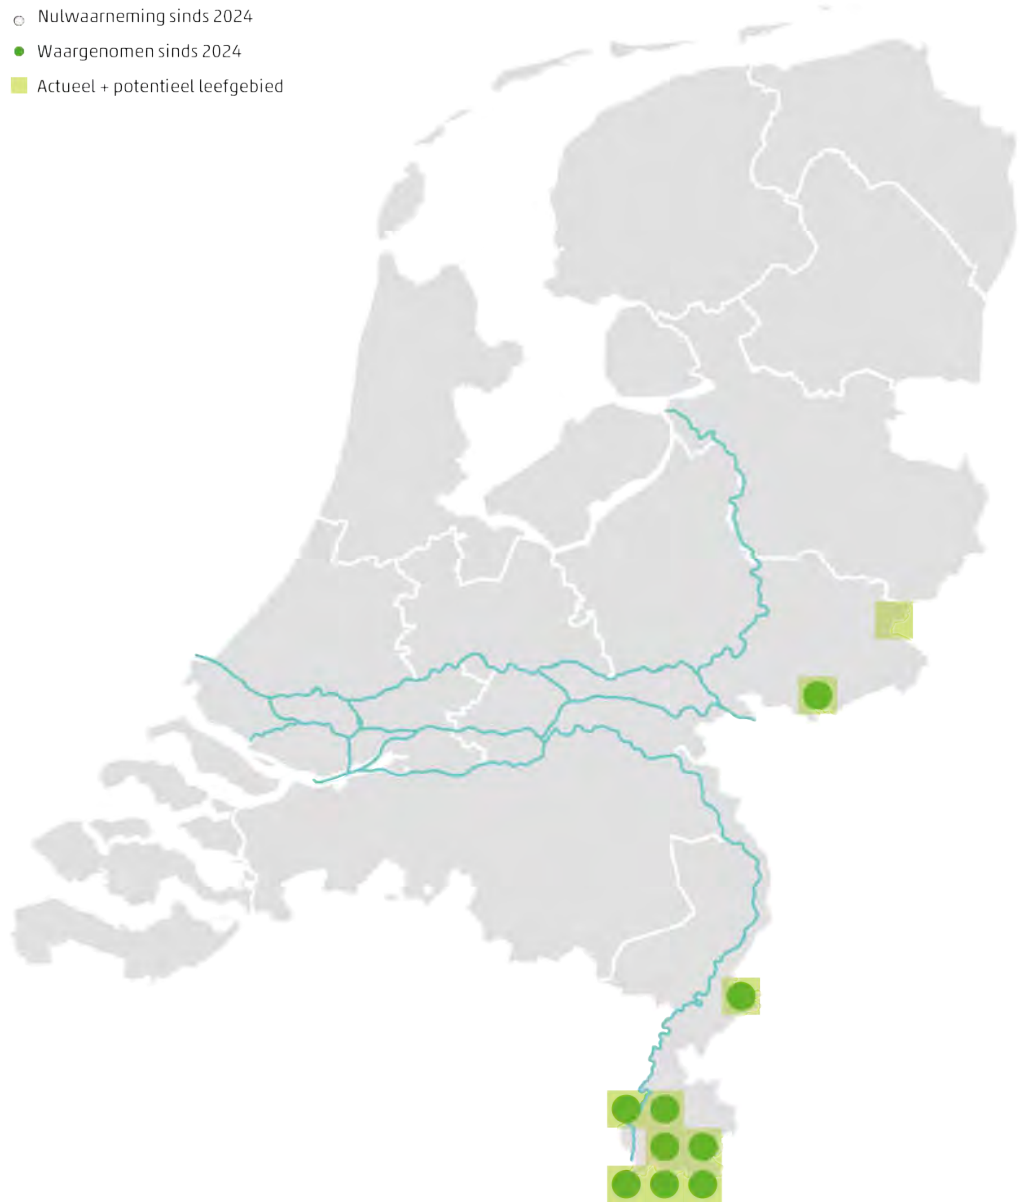 Nulwaarneming sinds 2024
Waargenomen sinds 2024
Actueel + potentieel leefgebied